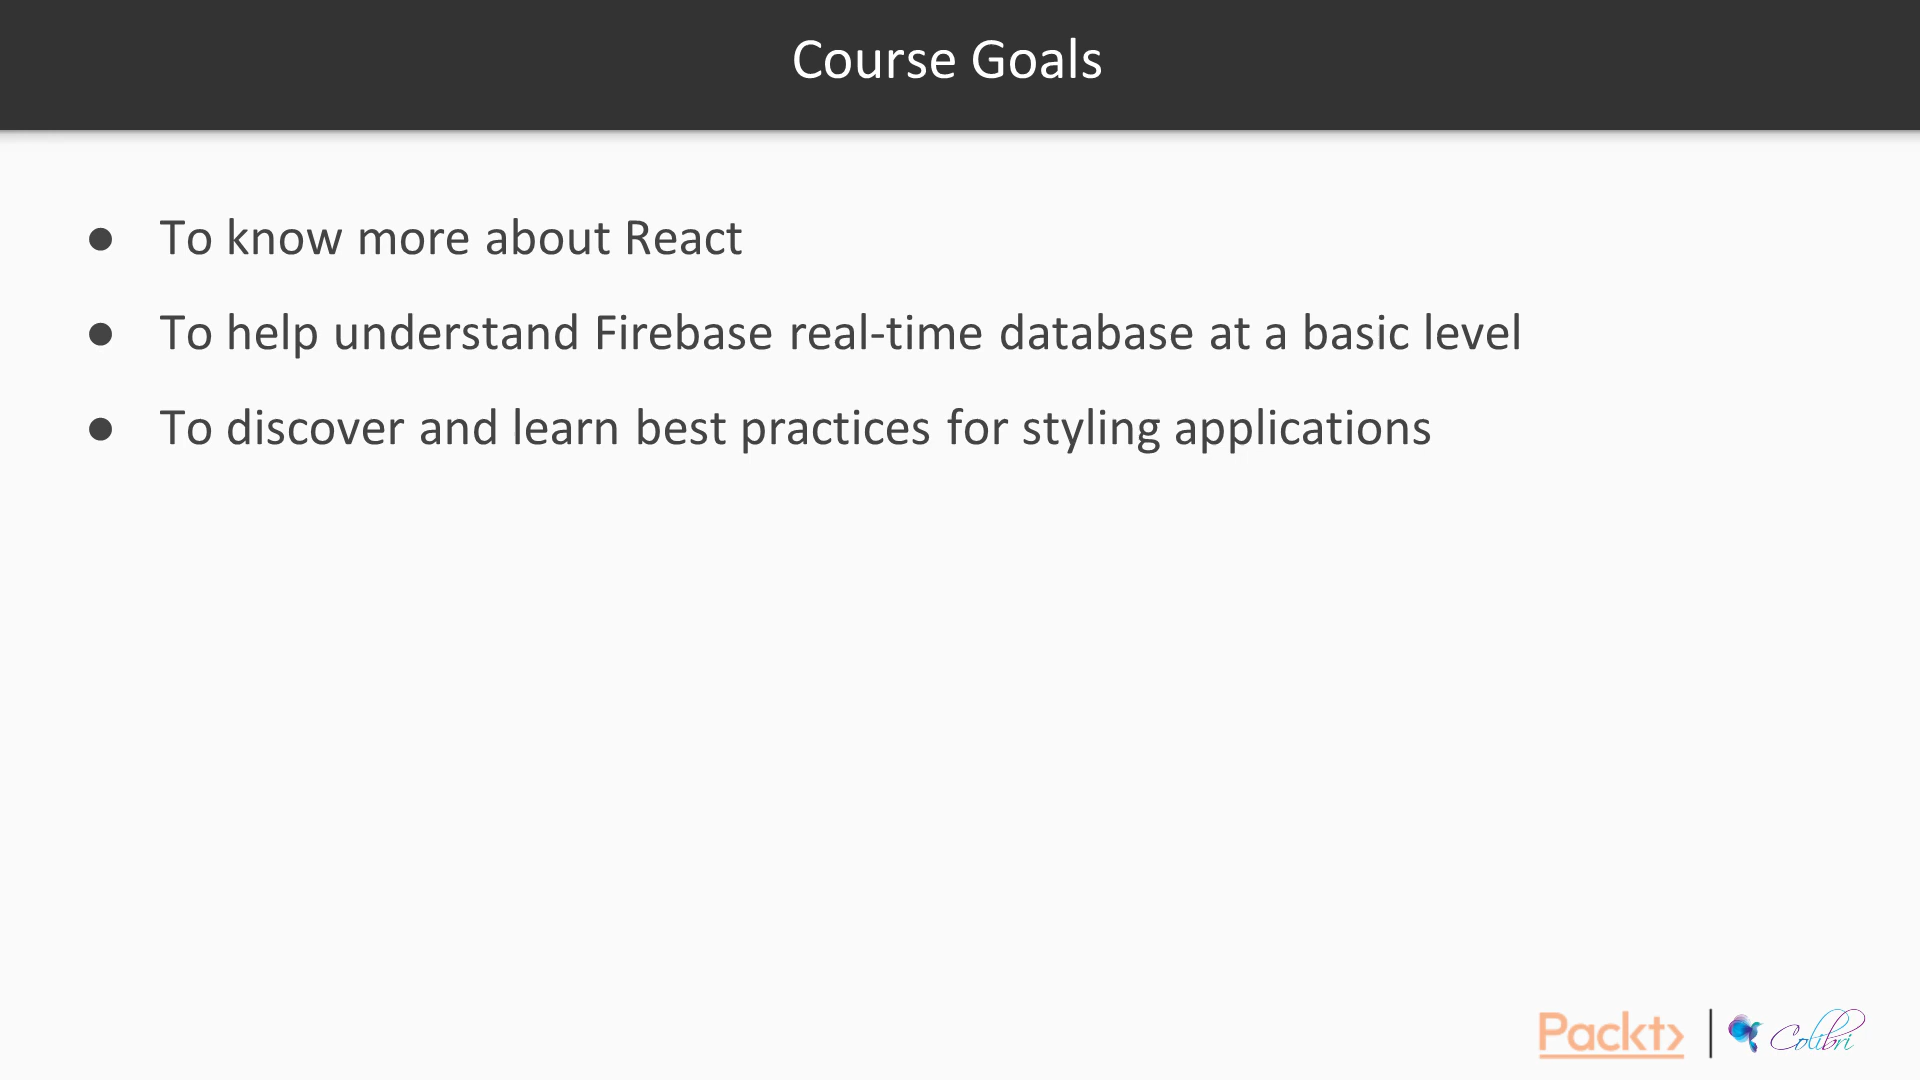 Course Goals
● To know more about React
● To help understand Firebase real-time database at a basic level
● To discover and learn best practices for styling applications
Packt> | Colibri